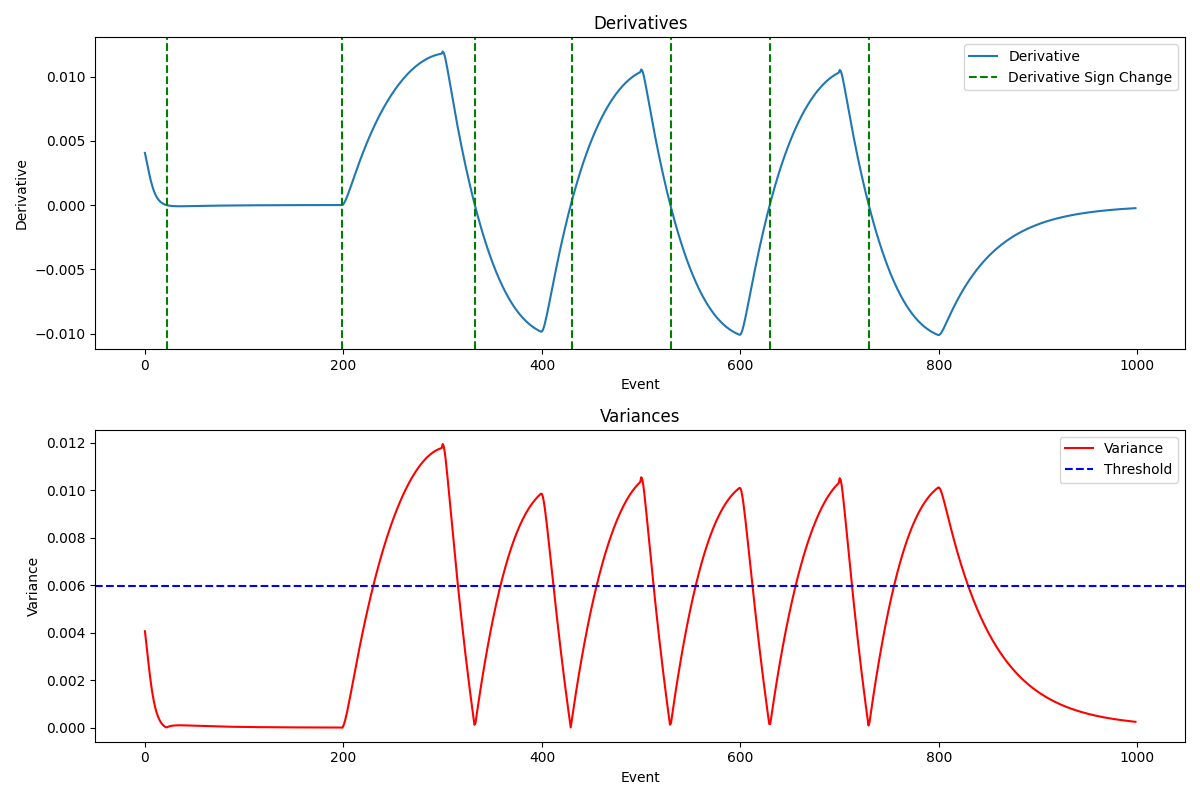 Derivatives
Derivative
Derivative Sign Change
Derivative
0.010
0.005
0.000
−0.005
−0.010
0 200 400 600 800 1000
Event
Variances
Variance
Threshold
Variance
0.012
0.010
0.008
0.006
0.004
0.002
0.000
0 200 400 600 800 1000
Event